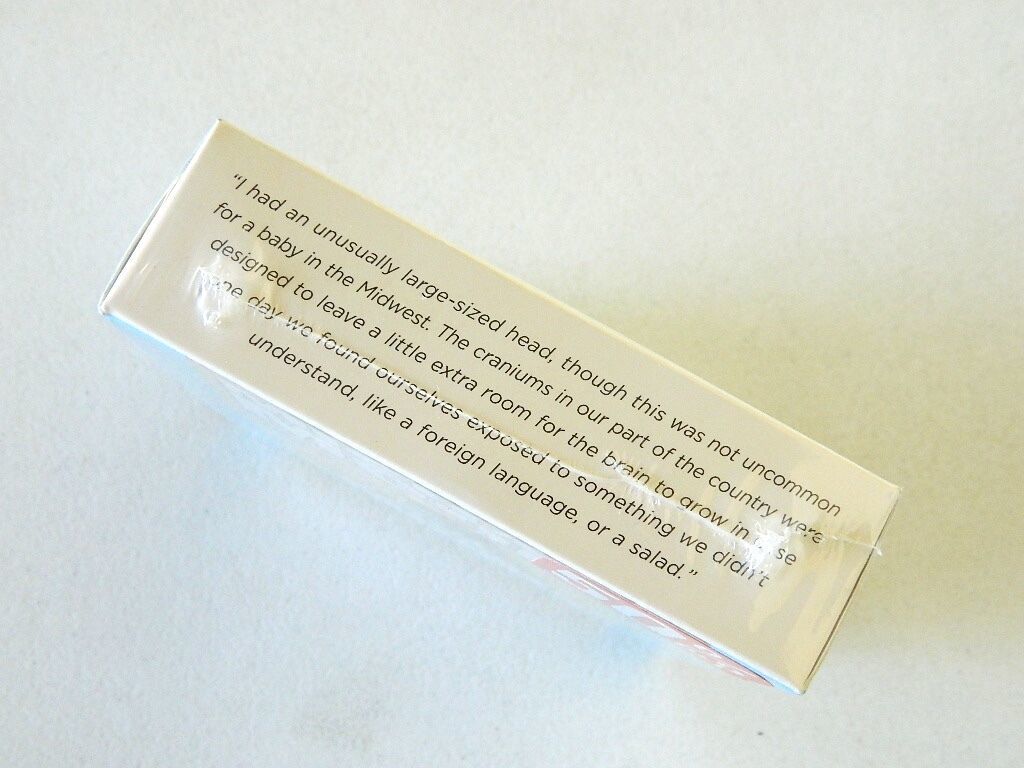 “I had an unusually large-sized head, though this was not uncommon
for a baby in the Midwest. The craniums in our part of the country were
designed to leave a little extra room for the brain to grow in case
one day we found ourselves exposed to something we didn’t
understand, like a foreign language, or a salad.”